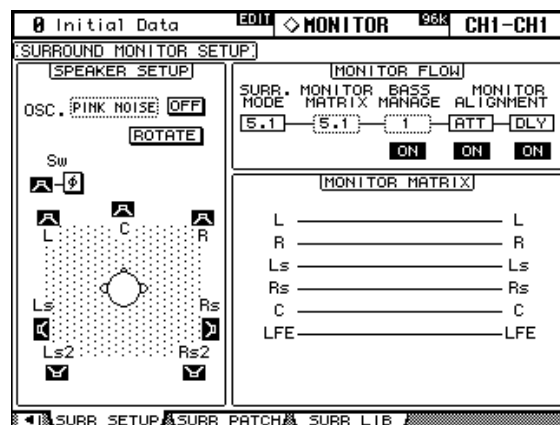 0 Initial Data EDIT ◇MONITOR 96k CH1-CH1
SURROUND MONITOR SETUP
SPEAKER SETUP
OSC. PINK NOISE OFF
ROTATE
Sw
ϕ
L C R
Ls Rs
Ls2 Rs2
MONITOR FLOW
SURR. MODE MONITOR MATRIX BASS MANAGE MONITOR ALIGNMENT
5.1 5.1 1 ATT DLY
ON ON ON
MONITOR MATRIX
L L
R R
Ls Ls
Rs Rs
C C
LFE LFE
SURR SETUP SURR PATCH SURR LIB